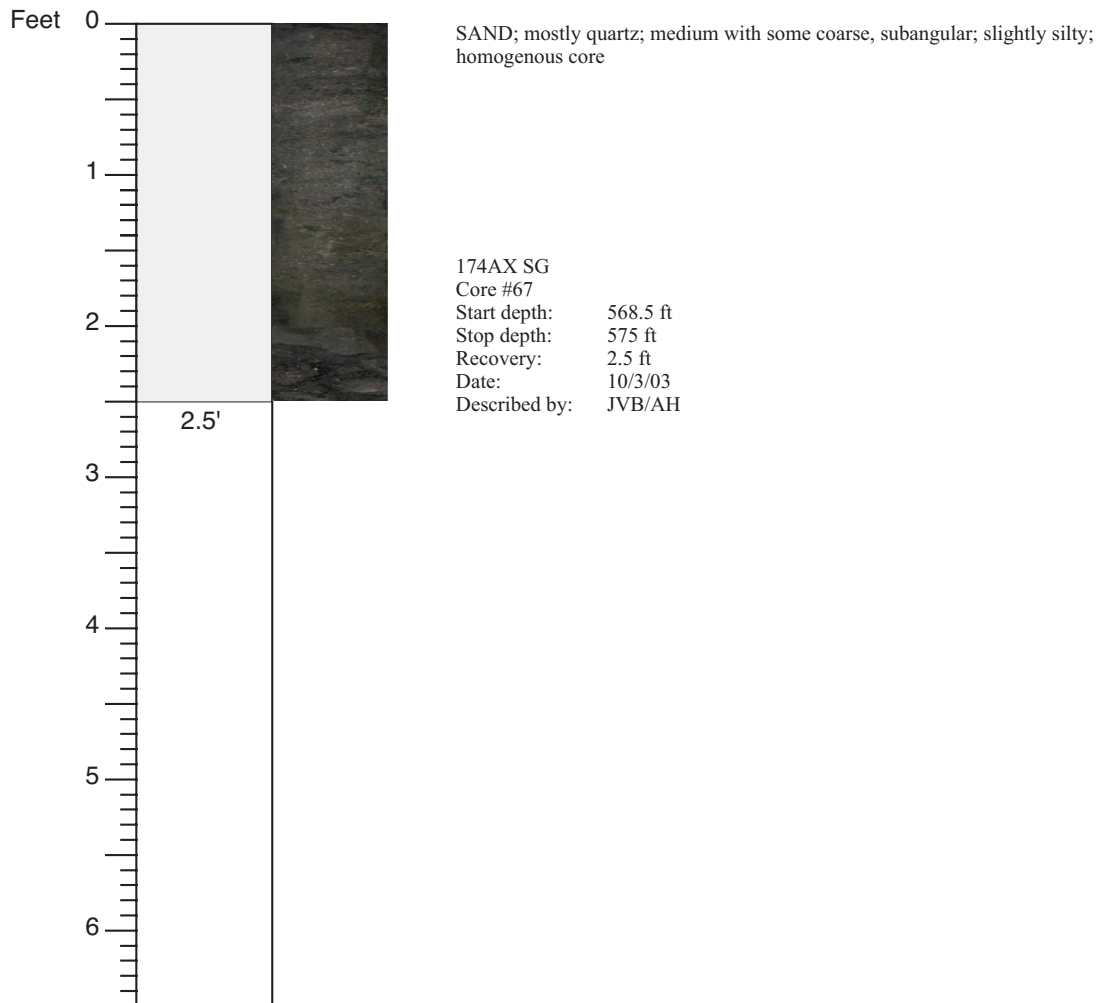 Feet 0
SAND; mostly quartz; medium with some coarse, subangular; slightly silty;
homogenous core
1
174AX SG
Core #67
Start depth: 568.5 ft
2
Stop depth: 575 ft
Recovery: 2.5 ft
Date: 10/3/03
Described by: JVB/AH
2.5'
3
4
5
6